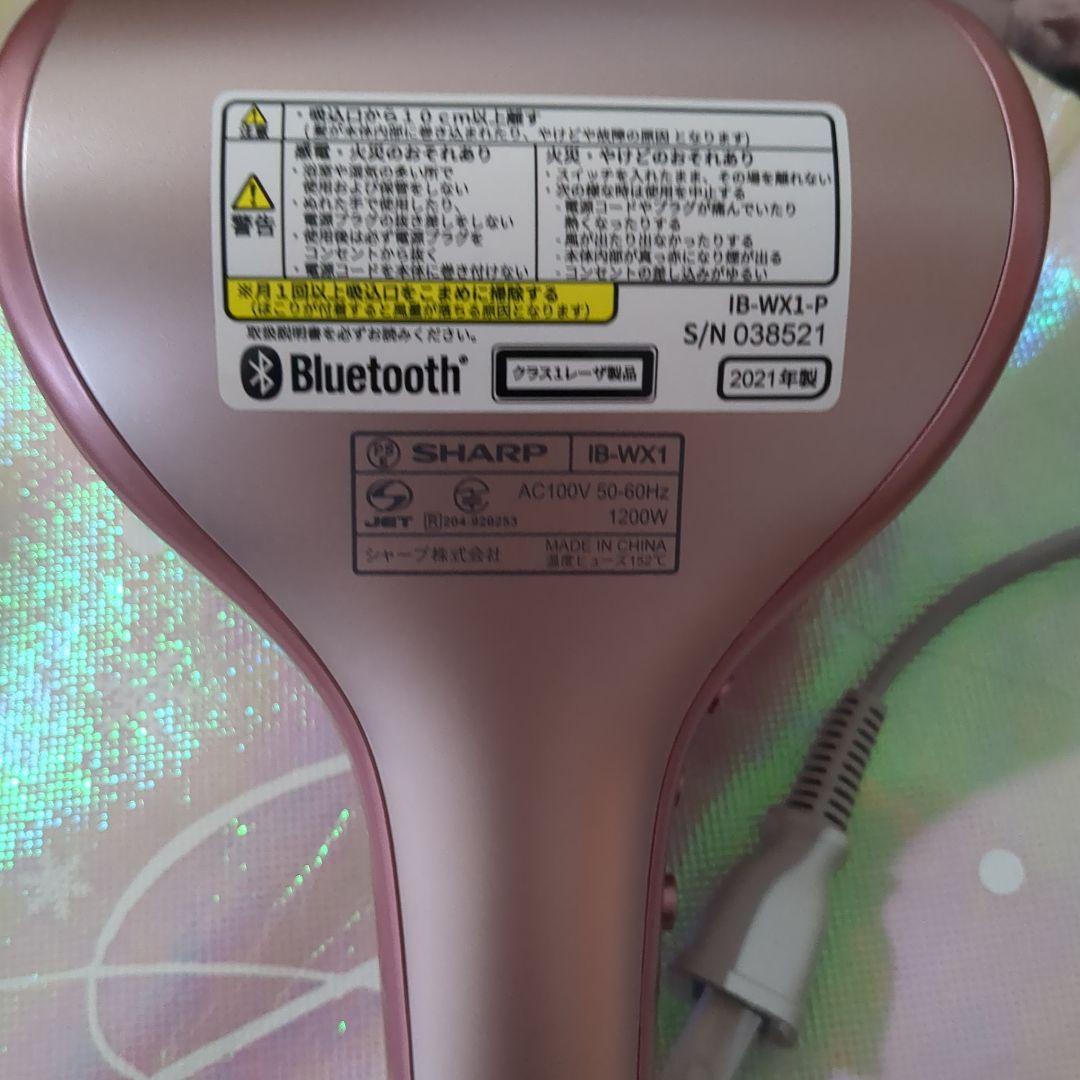 注意
・吸込口から10cm以上離す
(髪が本体内部に巻き込まれたり、やけどや故障の原因となります)
警告
感電・火災のおそれあり
・浴室や湿気の多い所で
使用および保管をしない
・ぬれた手で使用したり、
電源プラグの抜き差しをしない
・使用後は必ず電源プラグを
コンセントから抜く
・電源コードを本体に巻き付けない
火災・やけどのおそれあり
・スイッチを入れたまま、その場を離れない
・次の様な時は使用を中止する
- 電源コードやプラグが痛んでいたり
熱くなったりする
- 風が出たり出なかったりする
- 本体内部が真っ赤になり煙が出る
- コンセントの差し込みがゆるい
※月1回以上吸込口をこまめに掃除する
(ほこりが付着すると風量が落ちる原因となります)
取扱説明書を必ずお読みください。
IB-WX1-P
S/N 038521
Bluetooth®
クラス1レーザ製品
2021年製
PSE SHARP IB-WX1
JET R 204-920253
AC100V 50-60Hz
1200W
シャープ株式会社
MADE IN CHINA
温度ヒューズ152℃